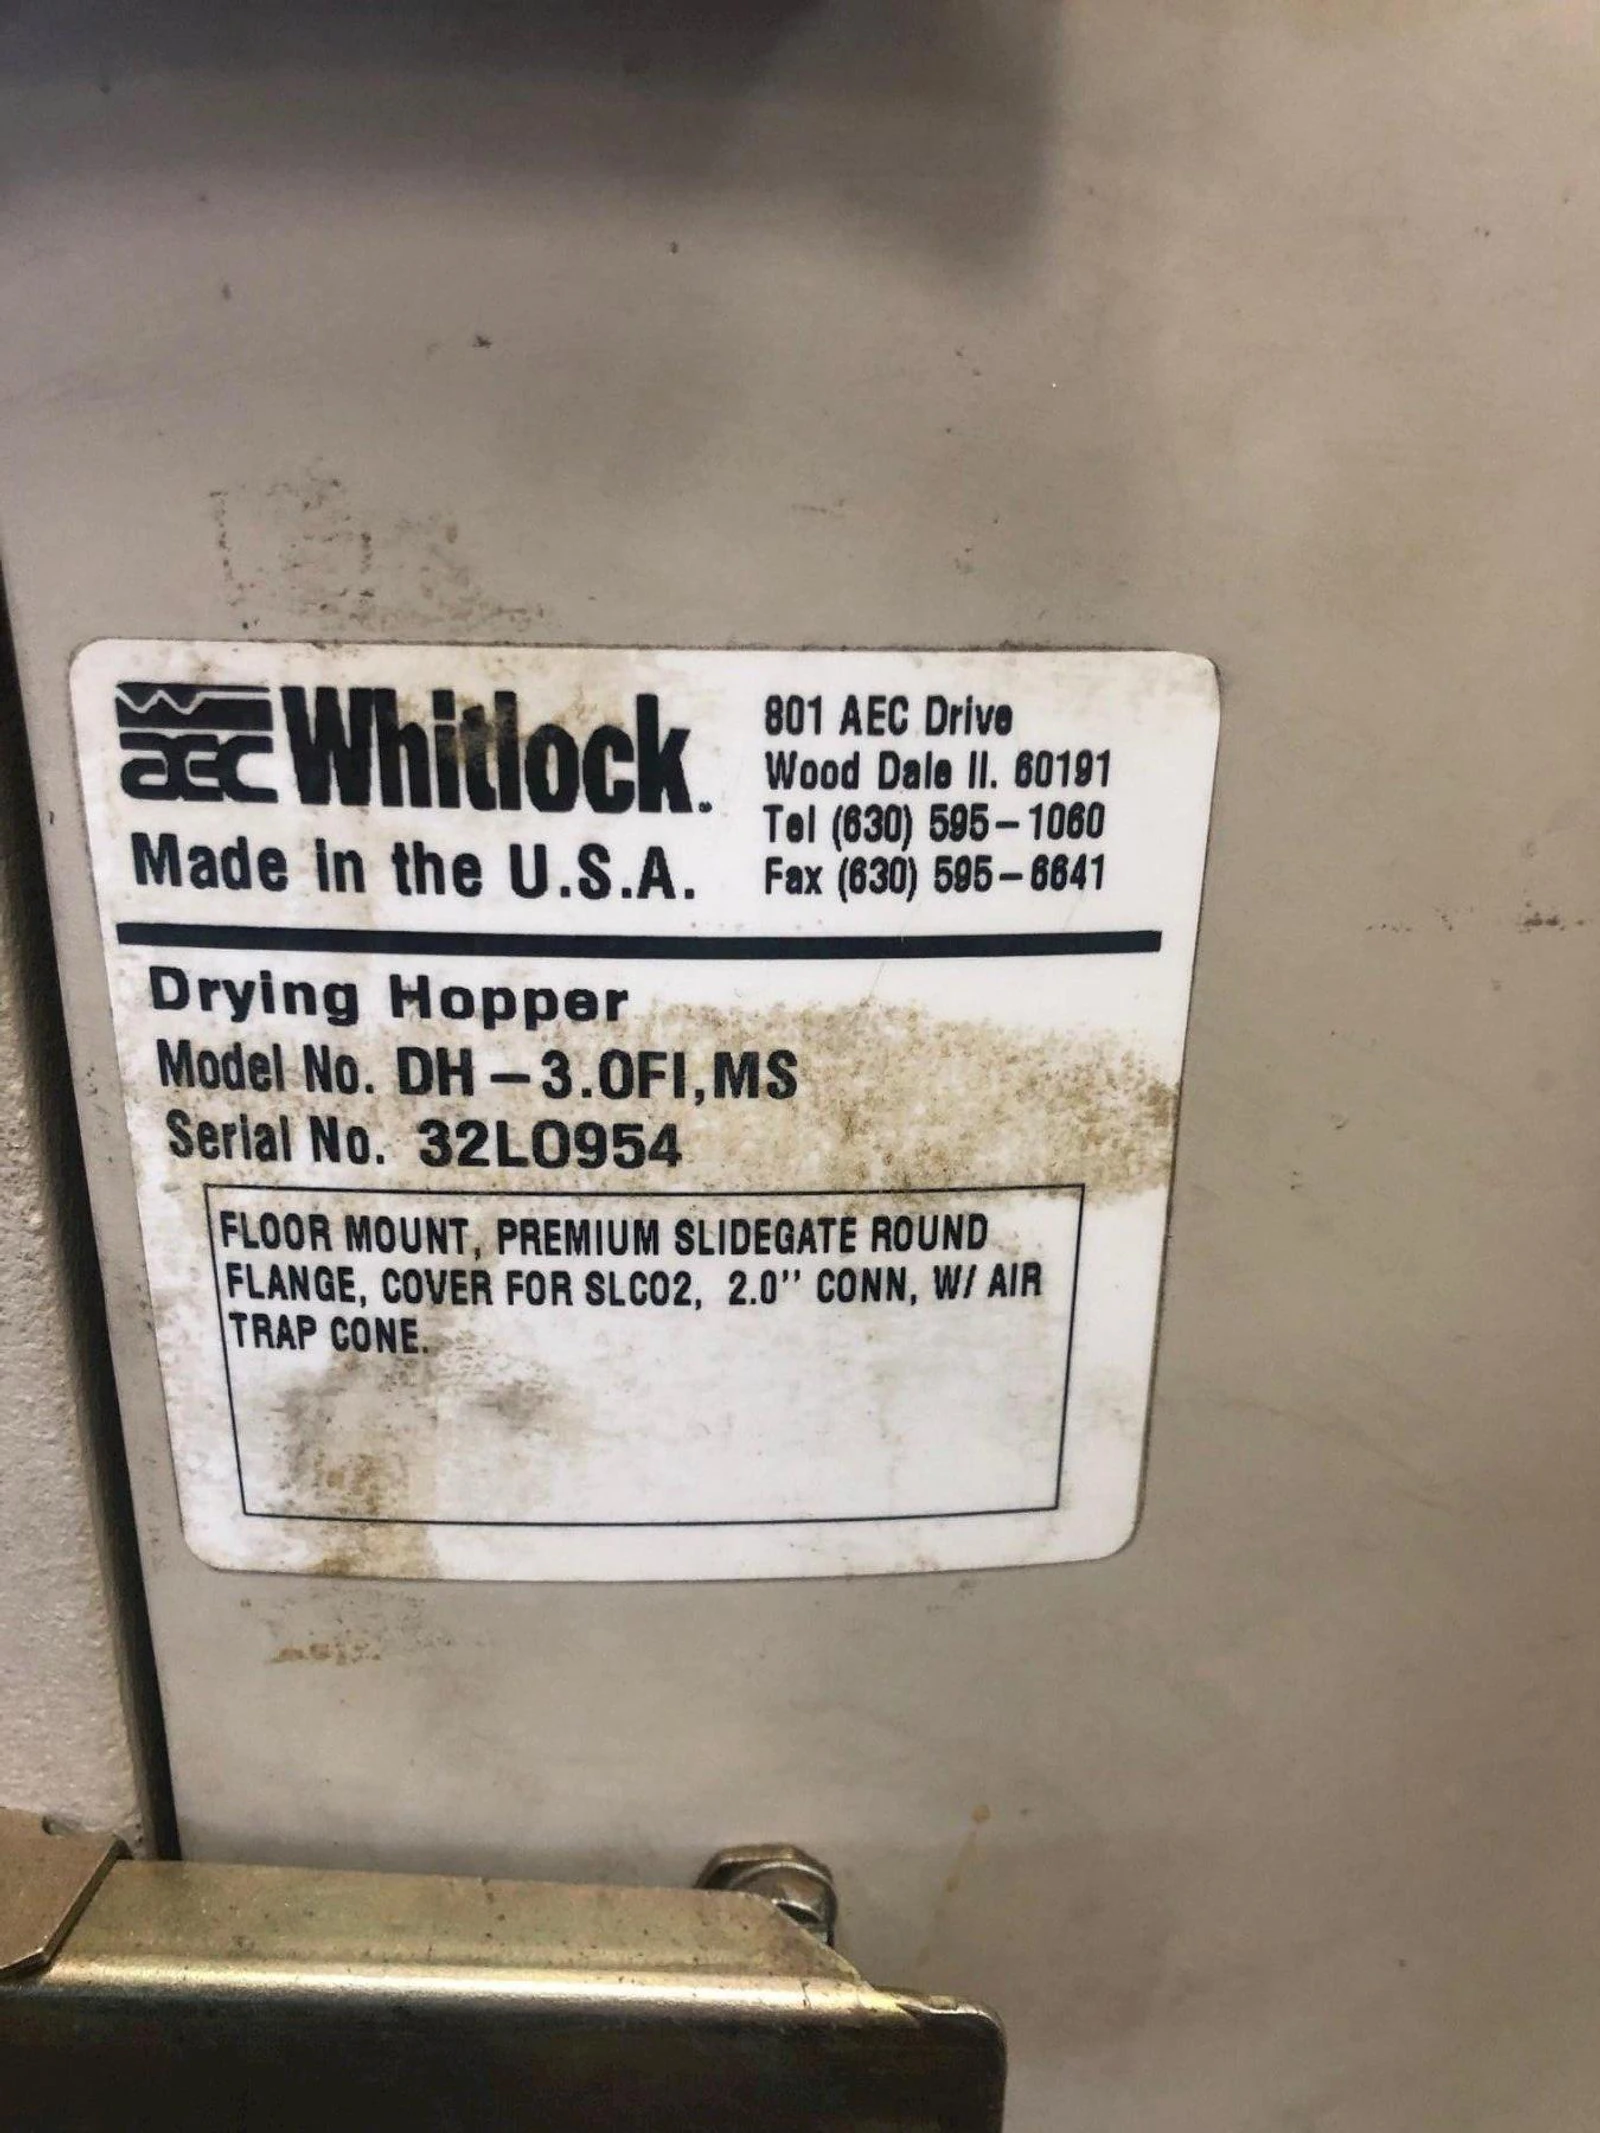 W
AEC Whitlock.
Made in the U.S.A.
801 AEC Drive
Wood Dale Il. 60191
Tel (630) 595-1060
Fax (630) 595-6641
Drying Hopper
Model No. DH -3.0FI,MS
Serial No. 32L0954
FLOOR MOUNT, PREMIUM SLIDEGATE ROUND
FLANGE, COVER FOR SLC02, 2.0" CONN, W/ AIR
TRAP CONE.